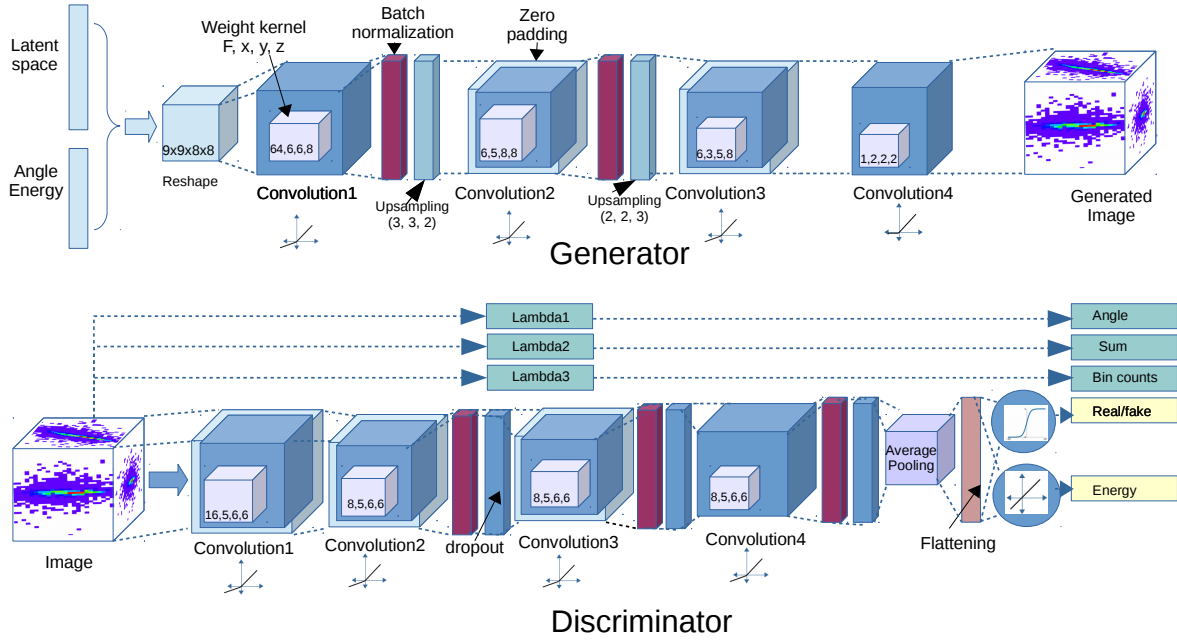 Latent
space
Angle
Energy
9x9x8x8
Reshape
Weight kernel
F, x, y, z
64,6,6,8
Convolution1
Batch
normalization
Upsampling
(3, 3, 2)
Zero
padding
6,5,8,8
Convolution2
Upsampling
(2, 2, 3)
6,3,5,8
Convolution3
1,2,2,2
Convolution4
Generated
Image
Generator
Lambda1
Angle
Lambda2
Sum
Lambda3
Bin counts
Real/fake
Energy
Image
16,5,6,6
Convolution1
8,5,6,6
Convolution2
dropout
8,5,6,6
Convolution3
8,5,6,6
Convolution4
Average
Pooling
Flattening
Discriminator